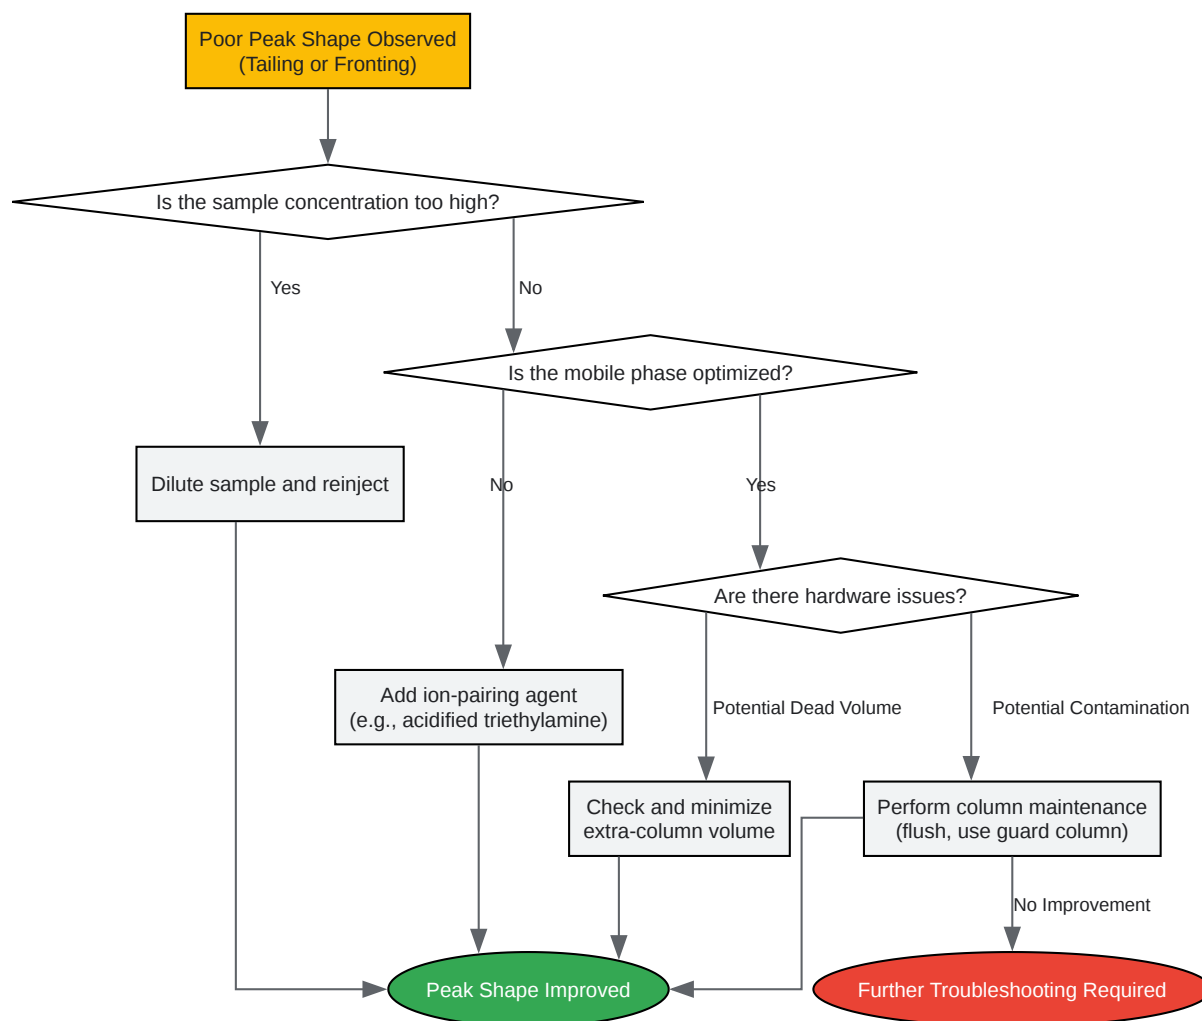 Poor Peak Shape Observed
(Tailing or Fronting)
Is the sample concentration too high?
Yes
No
Is the mobile phase optimized?
Dilute sample and reinject
No
Yes
Are there hardware issues?
Add ion-pairing agent
(e.g., acidified triethylamine)
Potential Dead Volume
Potential Contamination
Check and minimize
extra-column volume
Perform column maintenance
(flush, use guard column)
No Improvement
Peak Shape Improved
Further Troubleshooting Required